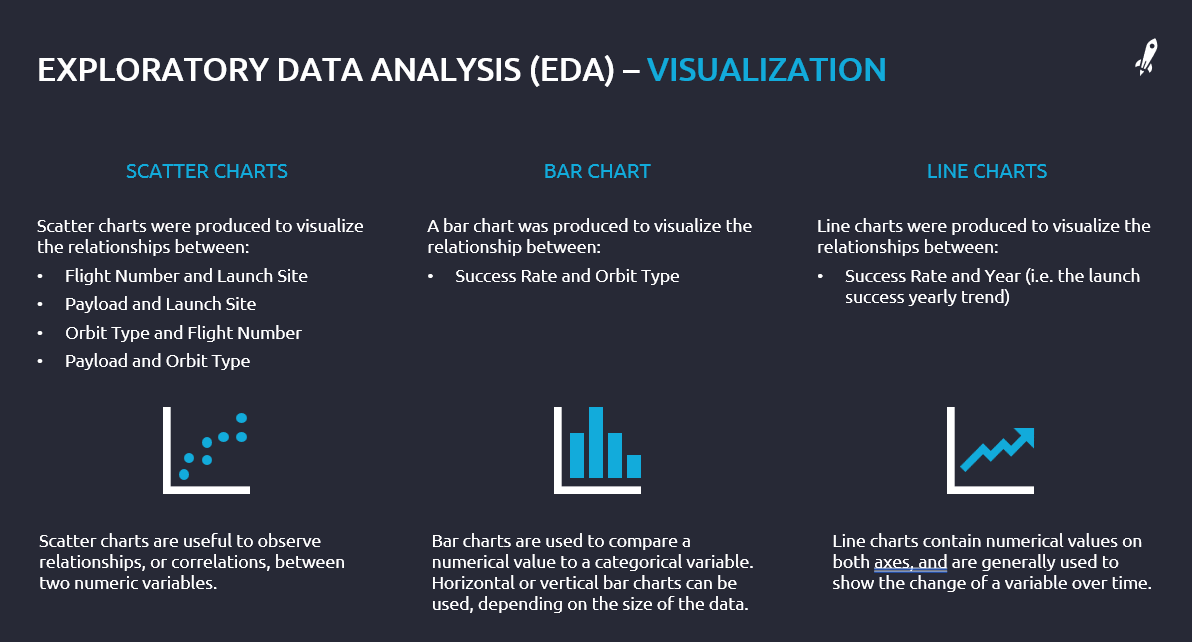 EXPLORATORY DATA ANALYSIS (EDA) – VISUALIZATION
SCATTER CHARTS
Scatter charts were produced to visualize
the relationships between:
• Flight Number and Launch Site
• Payload and Launch Site
• Orbit Type and Flight Number
• Payload and Orbit Type
Scatter charts are useful to observe
relationships, or correlations, between
two numeric variables.
BAR CHART
A bar chart was produced to visualize the
relationship between:
• Success Rate and Orbit Type
Bar charts are used to compare a
numerical value to a categorical variable.
Horizontal or vertical bar charts can be
used, depending on the size of the data.
LINE CHARTS
Line charts were produced to visualize the
relationships between:
• Success Rate and Year (i.e. the launch
success yearly trend)
Line charts contain numerical values on
both axes, and are generally used to
show the change of a variable over time.